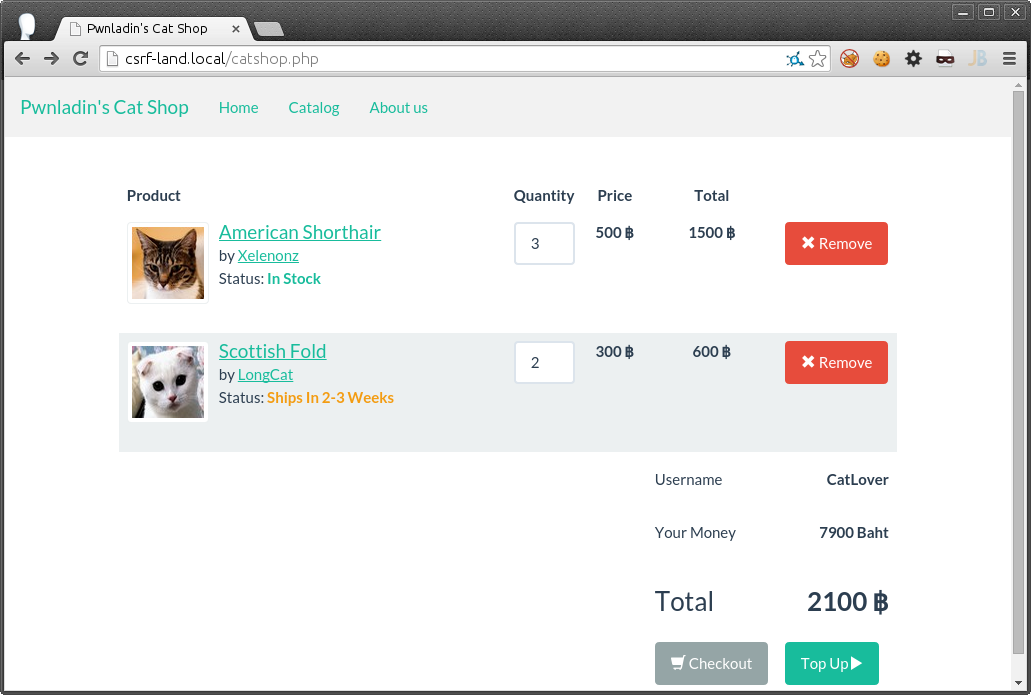 Pwnladin's Cat Shop
csrf-land.local/catshop.php
JB
Pwnladin's Cat Shop Home Catalog About us
Product Quantity Price Total
American Shorthair 3 500 ฿ 1500 ฿ Remove
by Xelenonz
Status: In Stock
Scottish Fold 2 300 ฿ 600 ฿ Remove
by LongCat
Status: Ships In 2-3 Weeks
Username CatLover
Your Money 7900 Baht
Total 2100 ฿
Checkout Top Up